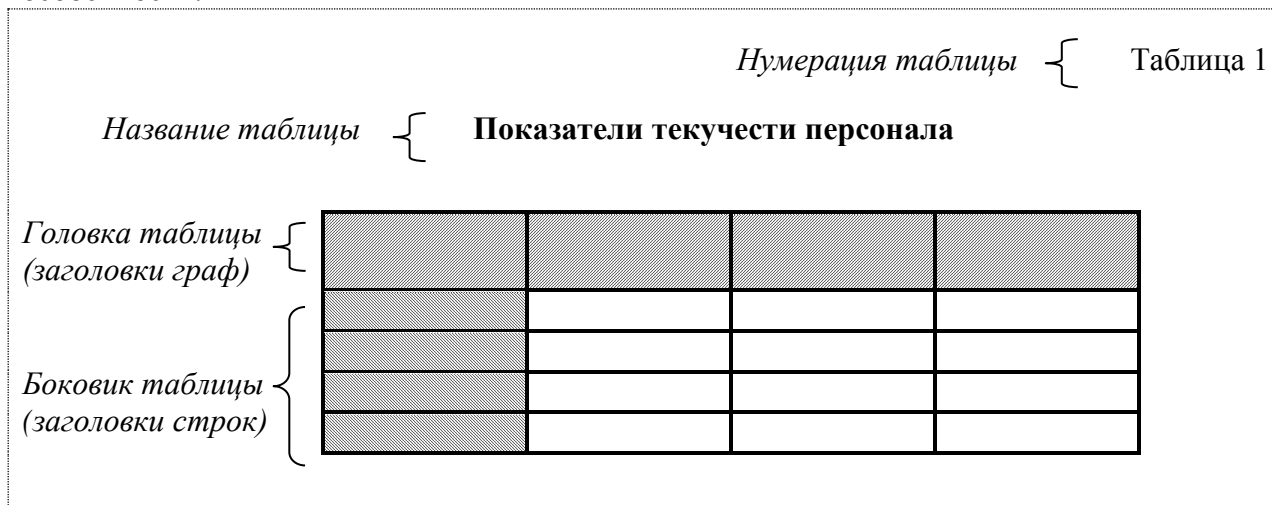 Нумерация таблицы Таблица 1
Название таблицы Показатели текучести персонала
Головка таблицы
(заголовки граф)
Боковик таблицы
(заголовки строк)